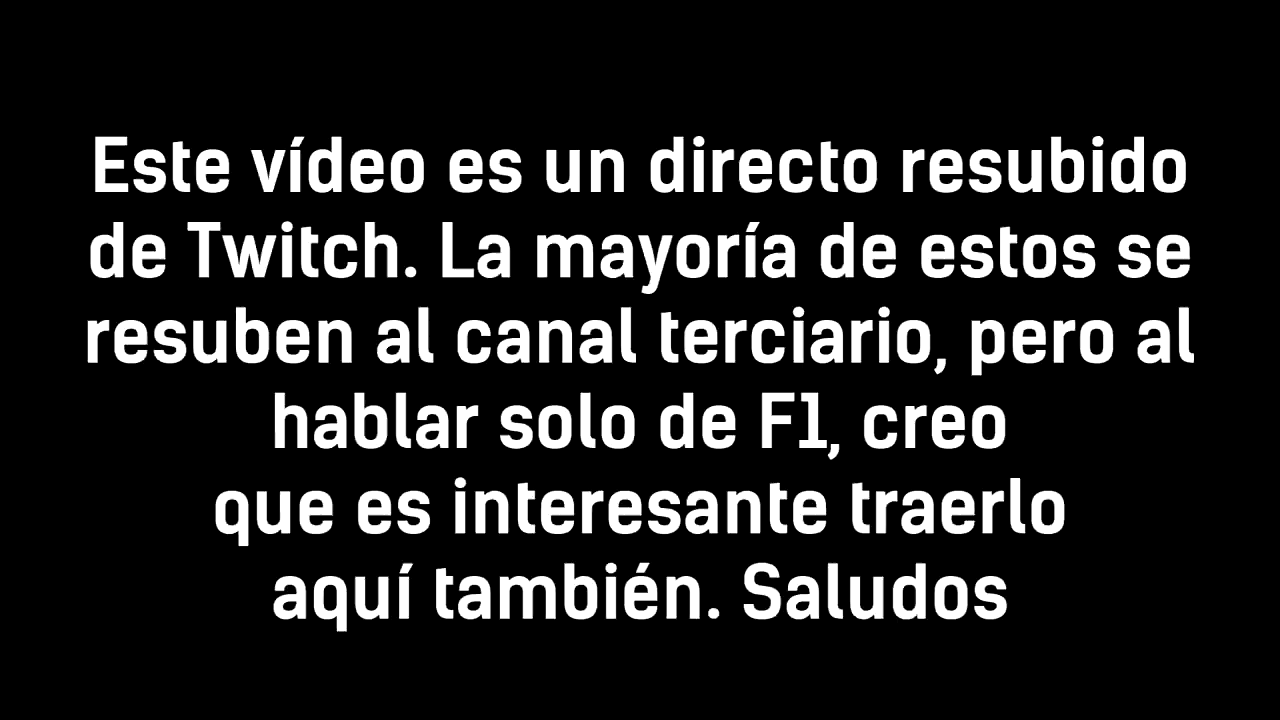 Este vídeo es un directo resubido
de Twitch. La mayoría de estos se
resuben al canal terciario, pero al
hablar solo de F1, creo
que es interesante traerlo
aquí también. Saludos